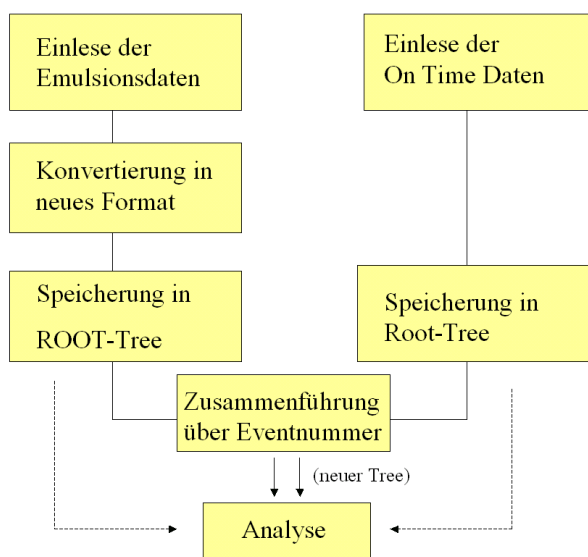 Einlese der
Emulsionsdaten
Einlese der
On Time Daten
Konvertierung in
neues Format
Speicherung in
ROOT-Tree
Speicherung in
Root-Tree
Zusammenführung
über Eventnummer
(neuer Tree)
Analyse